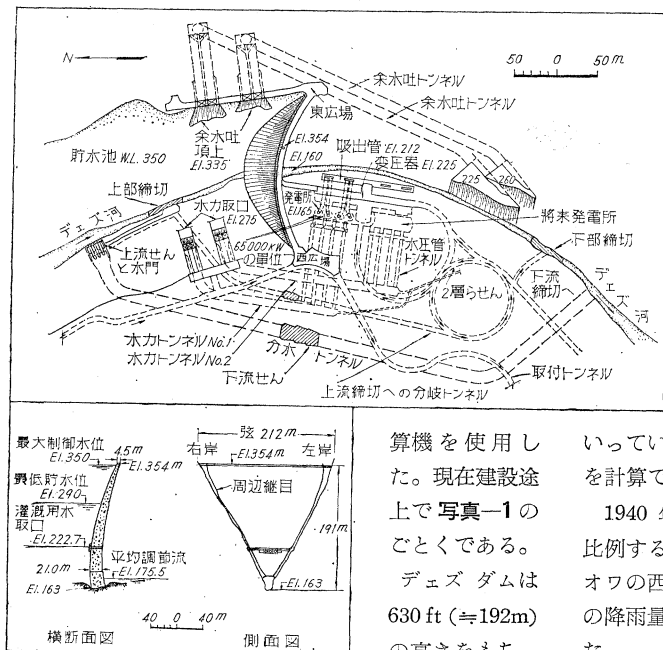 N
50 0 50 m
余水吐トンネル
余水吐トンネル
東広場
余水吐
頂上
El.335
El.354
El.160
吸出管 El.212
変圧器 El.225
225
260
貯水池 W.L. 350
上部締切
水力取口
El.275
発電所
El.165
将来発電所
デェズ河
65000 KW
の単位
西広場
水圧管
トンネル
下部締切
上流せん
と水門
2層らせん
下流
締切へ
デェズ河
水力トンネル No.1
水力トンネル No.2
分水トンネル
下流せん
取付トンネル
上流締切への分岐トンネル
最大制御水位
El.350
4.5m
El.354m
最低貯水位
El.290
灌漑用水
取口
El.222.7
平均調節流
21.0m
El.175.5
El.163
40 0 40 m
横断面図
弦 212m
右岸 左岸
El.354m
周辺継目
191m
El.163
側面図
算機を使用し
た。現在建設途
上で写真—1の
ごとくである。
デェズ ダムは
630 ft (≒192m)
の高さをもち
いってい
を計算て
1940
比例する
オワの西
の降雨量